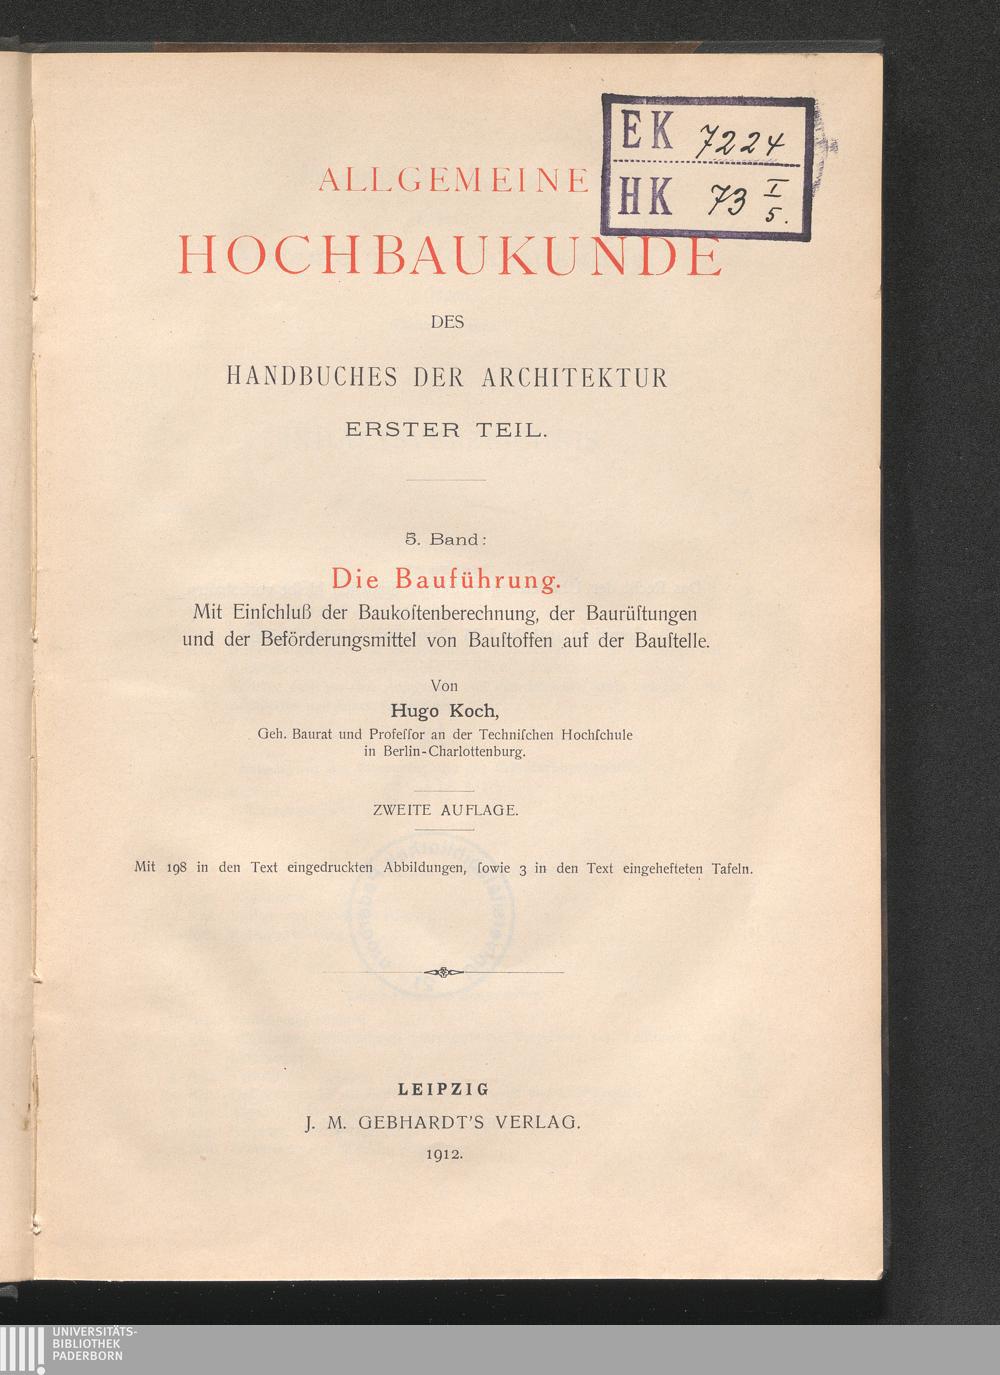 EK 7224
HK 73 I
5.
ALLGEMEINE
HOCHBAUKUNDE
DES
HANDBUCHES DER ARCHITEKTUR
ERSTER TEIL.
5. Band:
Die Bauführung.
Mit Einſchluß der Baukoſtenberechnung, der Baurüſtungen
und der Beförderungsmittel von Bauſtoffen auf der Bauſtelle.
Von
Hugo Koch,
Geh. Baurat und Profeſſor an der Techniſchen Hochſchule
in Berlin-Charlottenburg.
ZWEITE AUFLAGE.
Mit 198 in den Text eingedruckten Abbildungen, ſowie 3 in den Text eingehefteten Tafeln.
LEIPZIG
J. M. GEBHARDT'S VERLAG.
1912.
UNIVERSITÄTS-
BIBLIOTHEK
PADERBORN